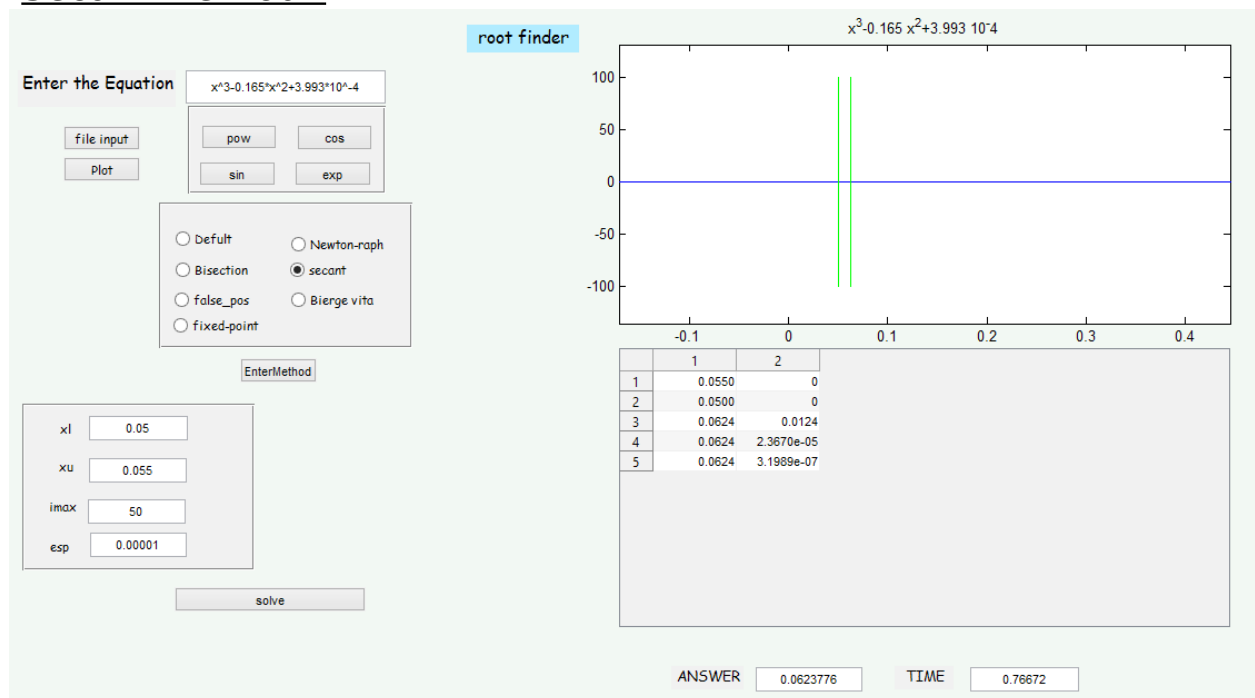 root finder
Enter the Equation
x^3-0.165*x^2+3.993*10^-4
file input
pow
cos
Plot
sin
exp
Defult
Newton-raph
Bisection
secant
false_pos
Bierge vita
fixed-point
EnterMethod
xl
0.05
xu
0.055
imax
50
esp
0.00001
solve
x³-0.165 x²+3.993 10⁻4
100
50
0
-50
-100
-0.1 0 0.1 0.2 0.3 0.4
1 2
1 0.0550 0
2 0.0500 0
3 0.0624 0.0124
4 0.0624 2.3670e-05
5 0.0624 3.1989e-07
ANSWER
0.0623776
TIME
0.76672